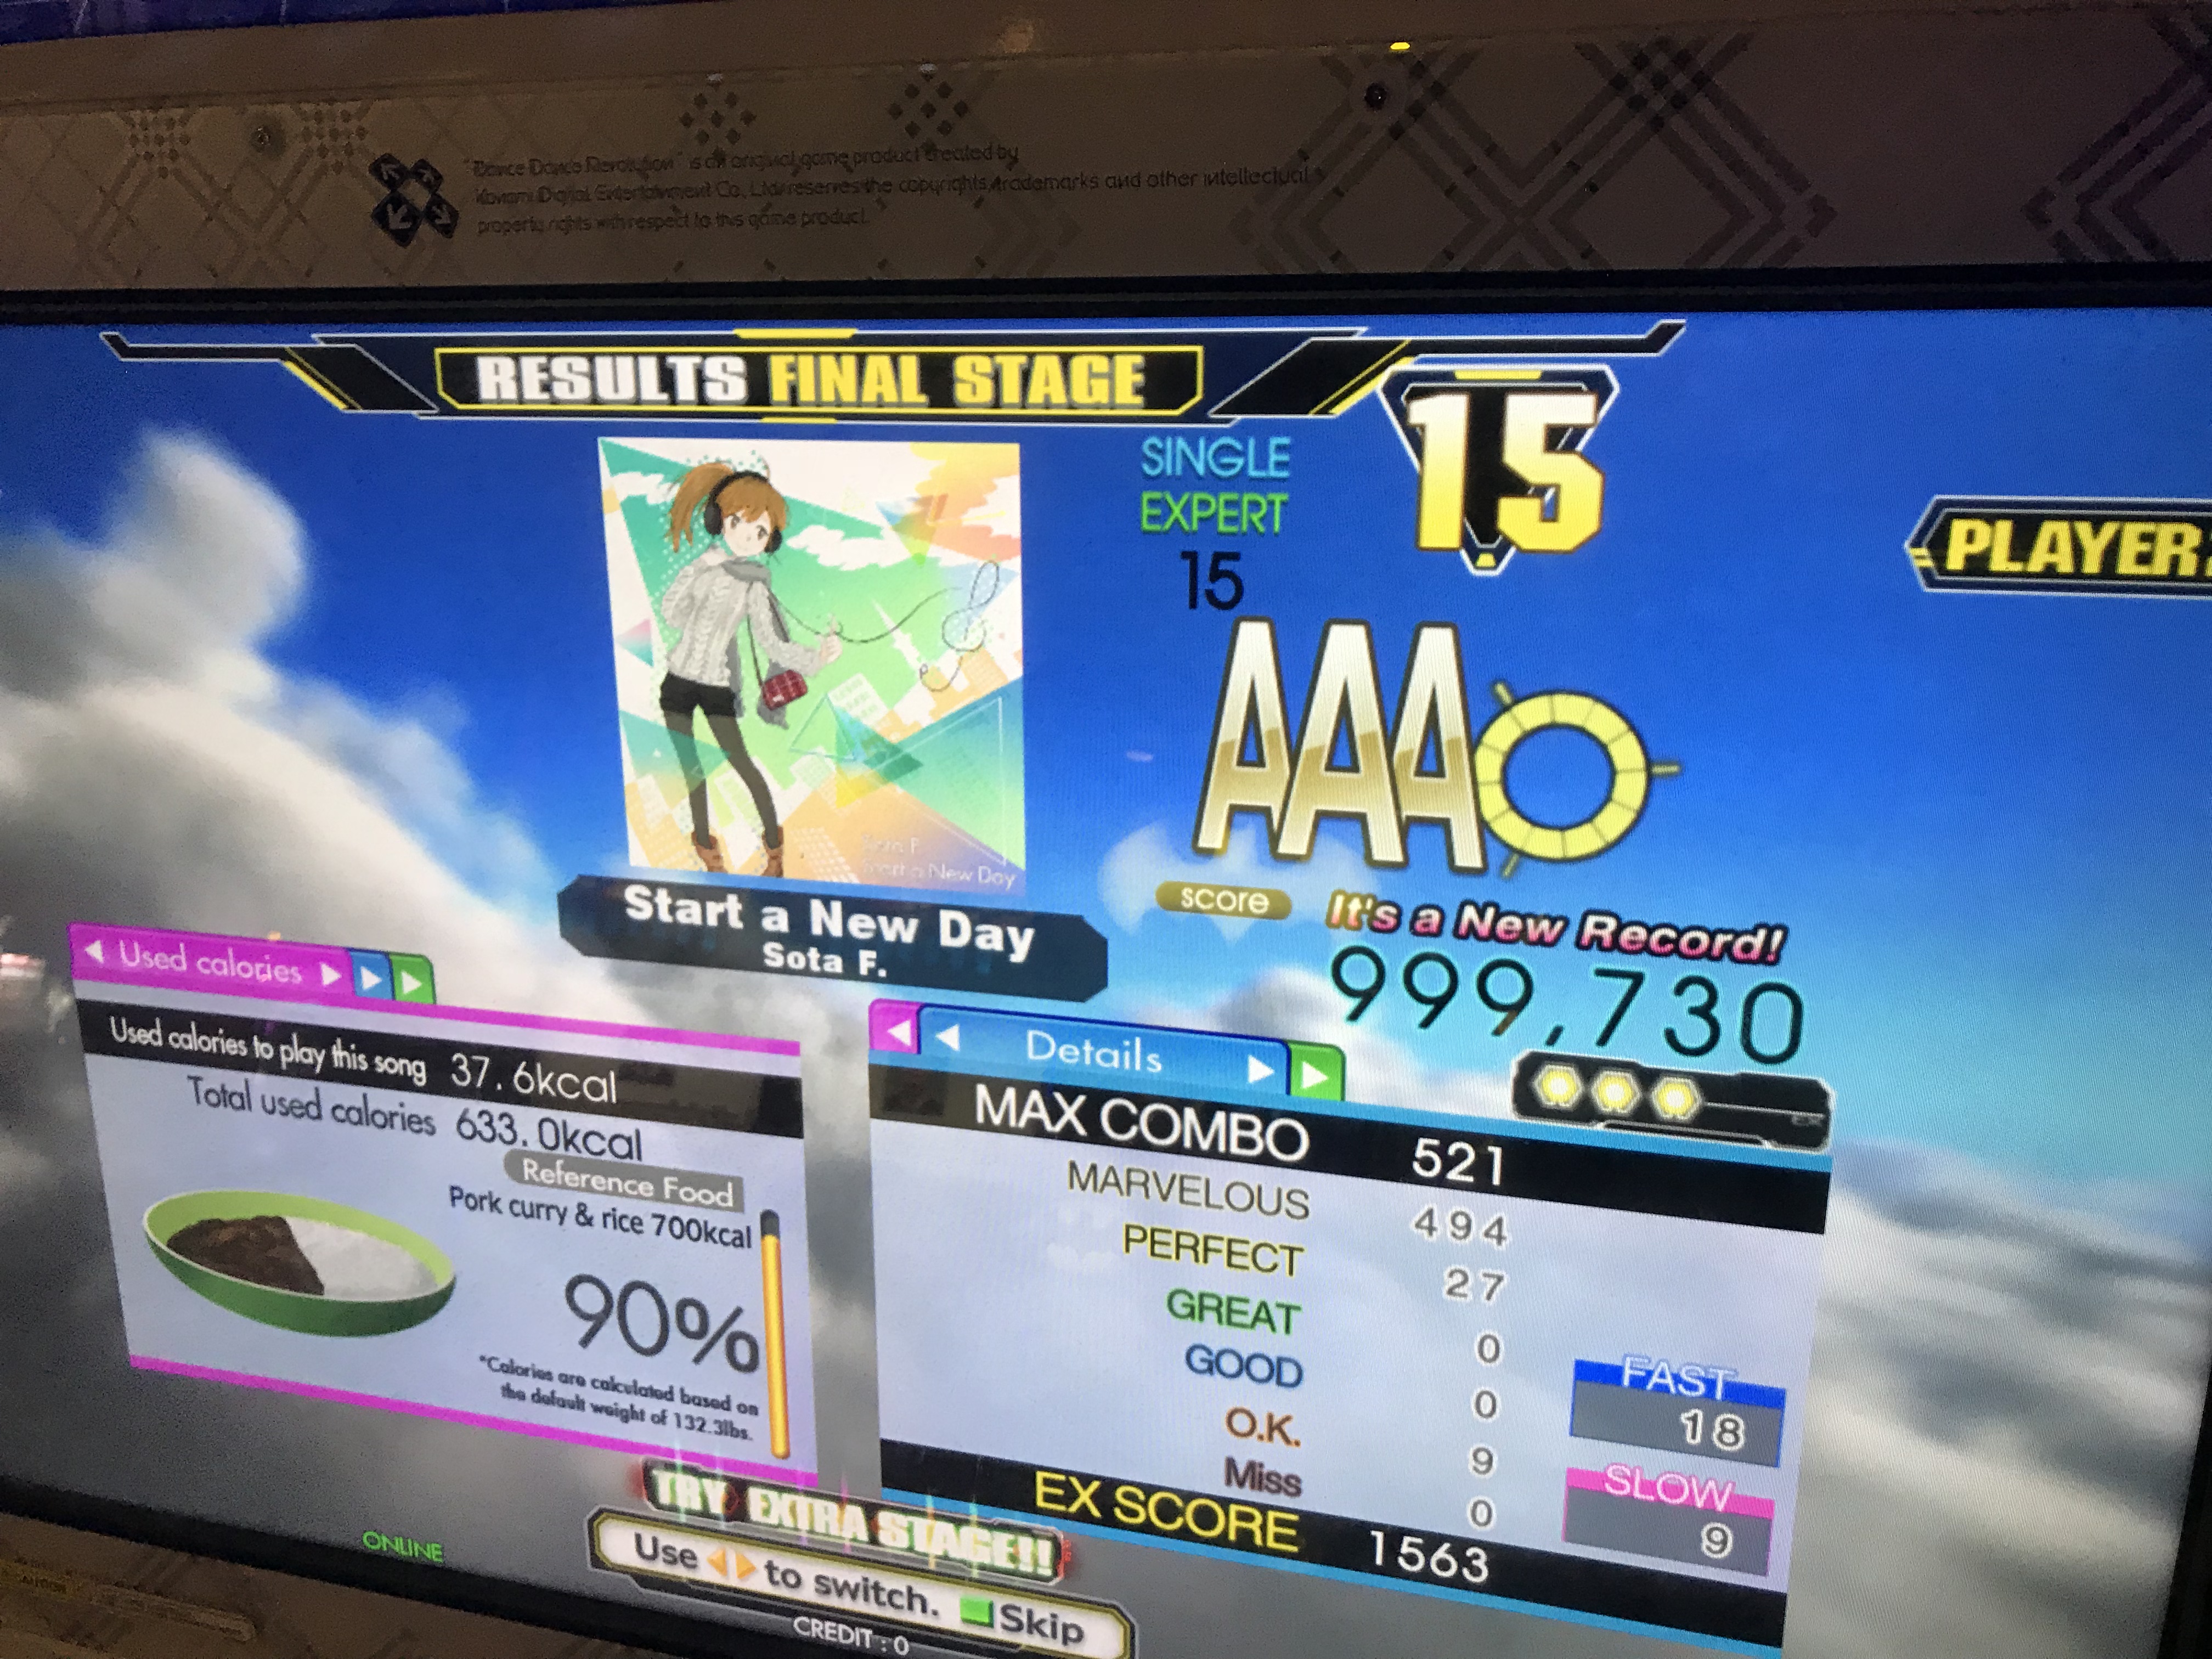 "Dance Dance Revolution" is an original game product created by
Konami Digital Entertainment Co., Ltd. reserves the copyrights, trademarks and other intellectual
property rights with respect to this game product.
RESULTS FINAL STAGE
15
SINGLE
EXPERT
15
PLAYER
AAA
Start a New Day
Start a New Day
Sota F.
score
It's a New Record!
999,730
Used calories
Used calories to play this song 37.6kcal
Total used calories 633.0kcal
Reference Food
Pork curry & rice 700kcal
90%
*Calories are calculated based on
the default weight of 132.3lbs.
Details
EX
MAX COMBO 521
MARVELOUS 494
PERFECT 27
GREAT 0
GOOD 0
O.K. 9
Miss 0
EX SCORE 1563
FAST
18
SLOW
9
TRY EXTRA STAGE!!
Use to switch. Skip
ONLINE
CREDIT : 0